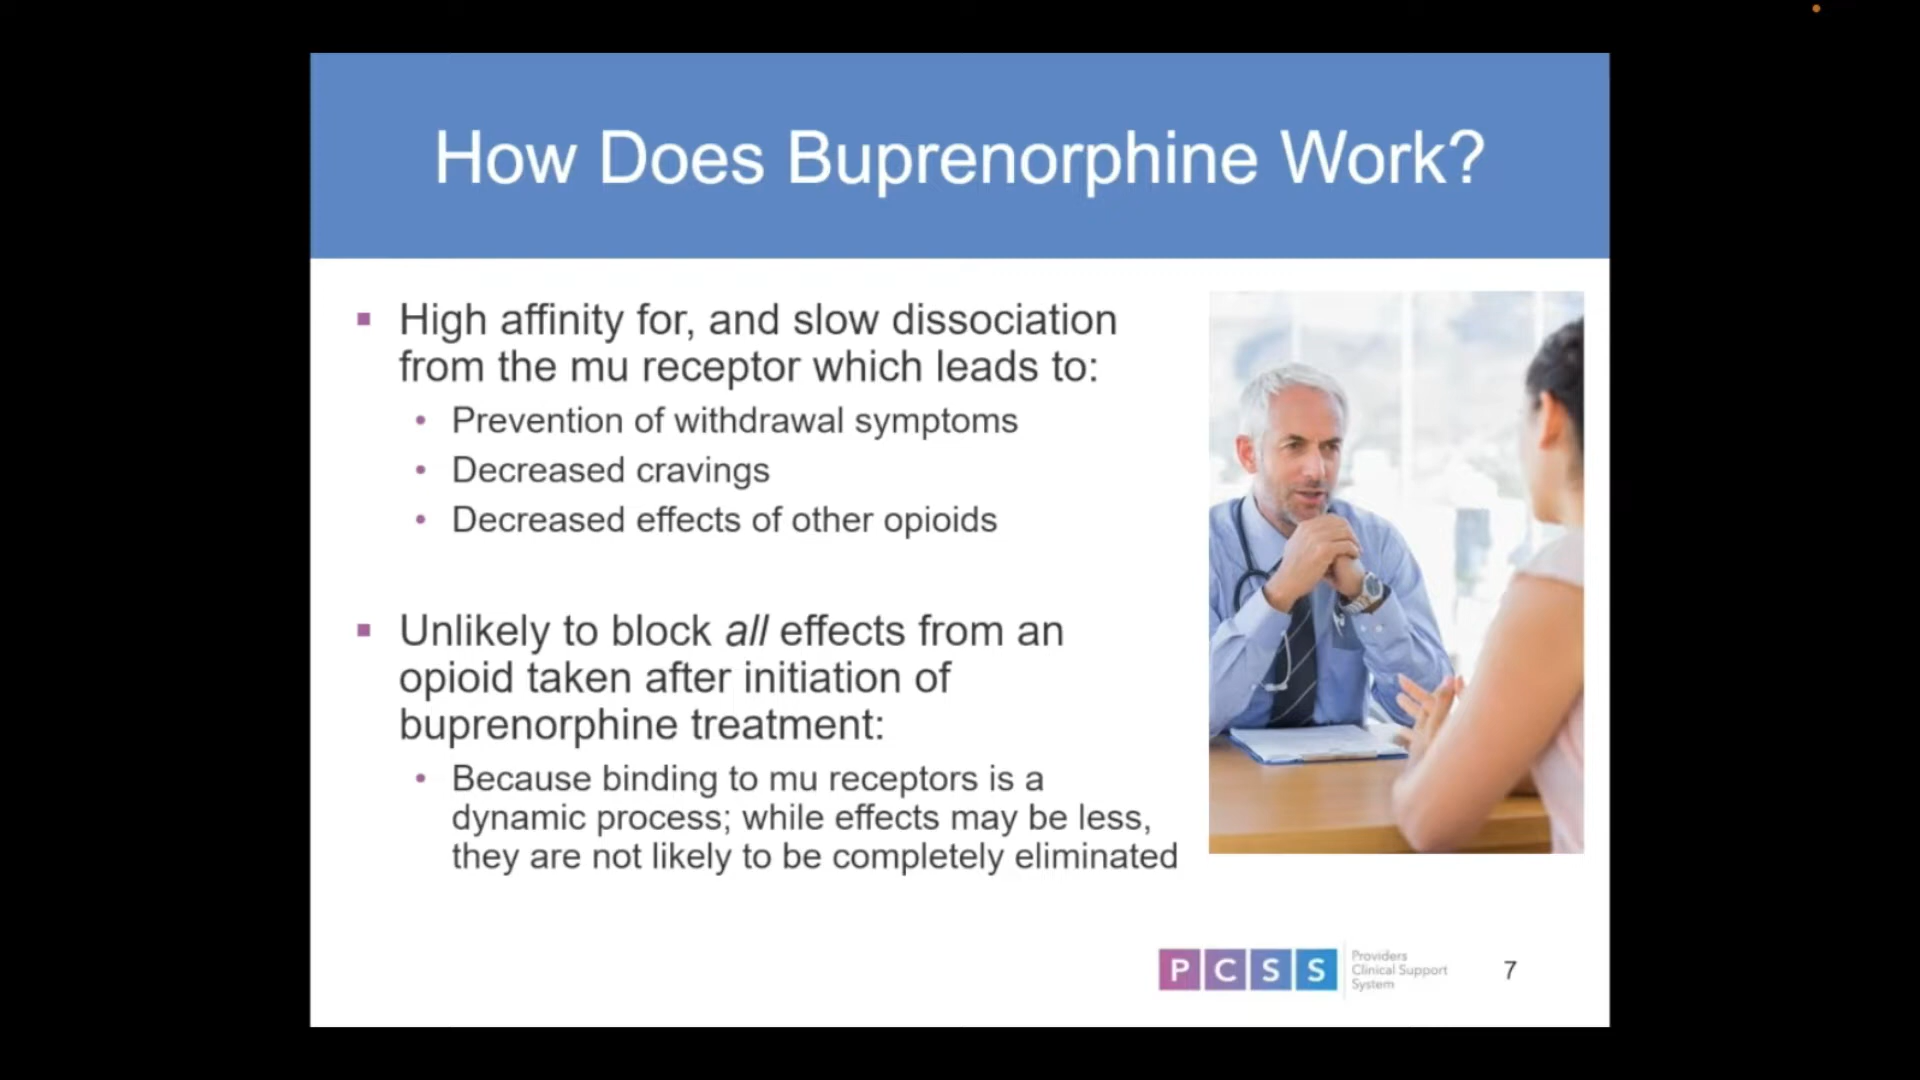 How Does Buprenorphine Work?
High affinity for, and slow dissociation
from the mu receptor which leads to:
Prevention of withdrawal symptoms
Decreased cravings
Decreased effects of other opioids
Unlikely to block all effects from an
opioid taken after initiation of
buprenorphine treatment:
Because binding to mu receptors is a
dynamic process; while effects may be less,
they are not likely to be completely eliminated
PCSS
Providers
Clinical Support
System
7